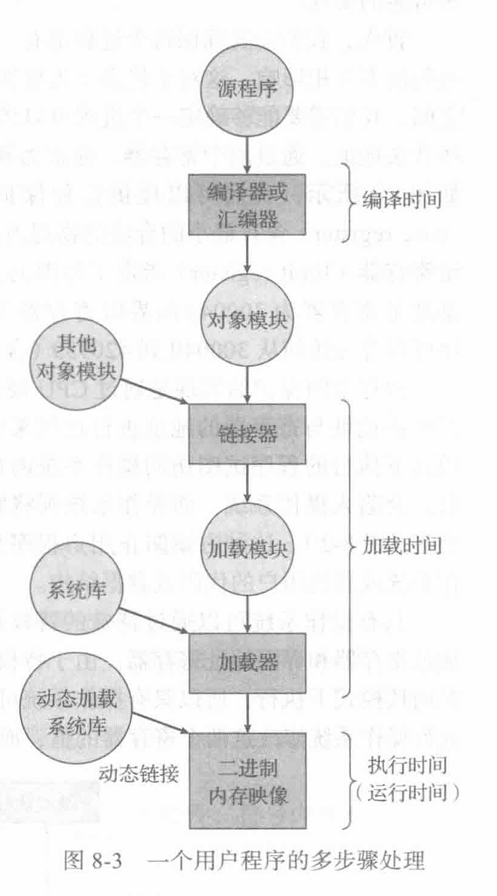 源程序
编译器或
汇编器
编译时间
对象模块
其他
对象模块
链接器
加载模块
加载时间
系统库
加载器
动态加载
系统库
动态链接
二进制
内存映像
执行时间
（运行时间）
图 8-3 一个用户程序的多步骤处理